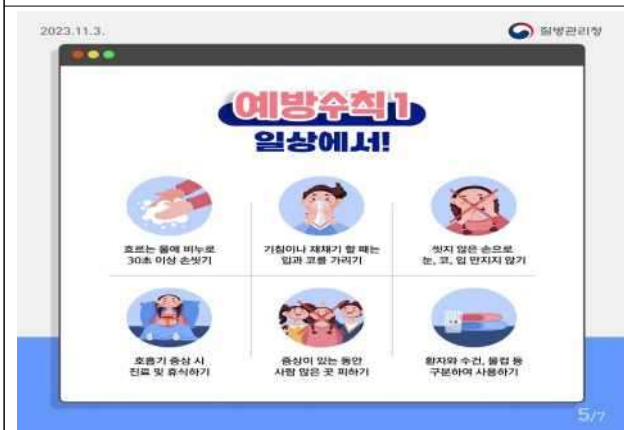 2023.11.3.
질병관리청
예방수칙 1
일상에서!
흐르는 물에 비누로
30초 이상 손씻기
기침이나 재채기 할 때는
입과 코를 가리기
씻지 않은 손으로
눈, 코, 입 만지지 않기
호흡기 증상 시
진료 및 휴식하기
증상이 있는 동안
사람 많은 곳 피하기
환자와 수건, 물컵 등
구분하여 사용하기
5/7